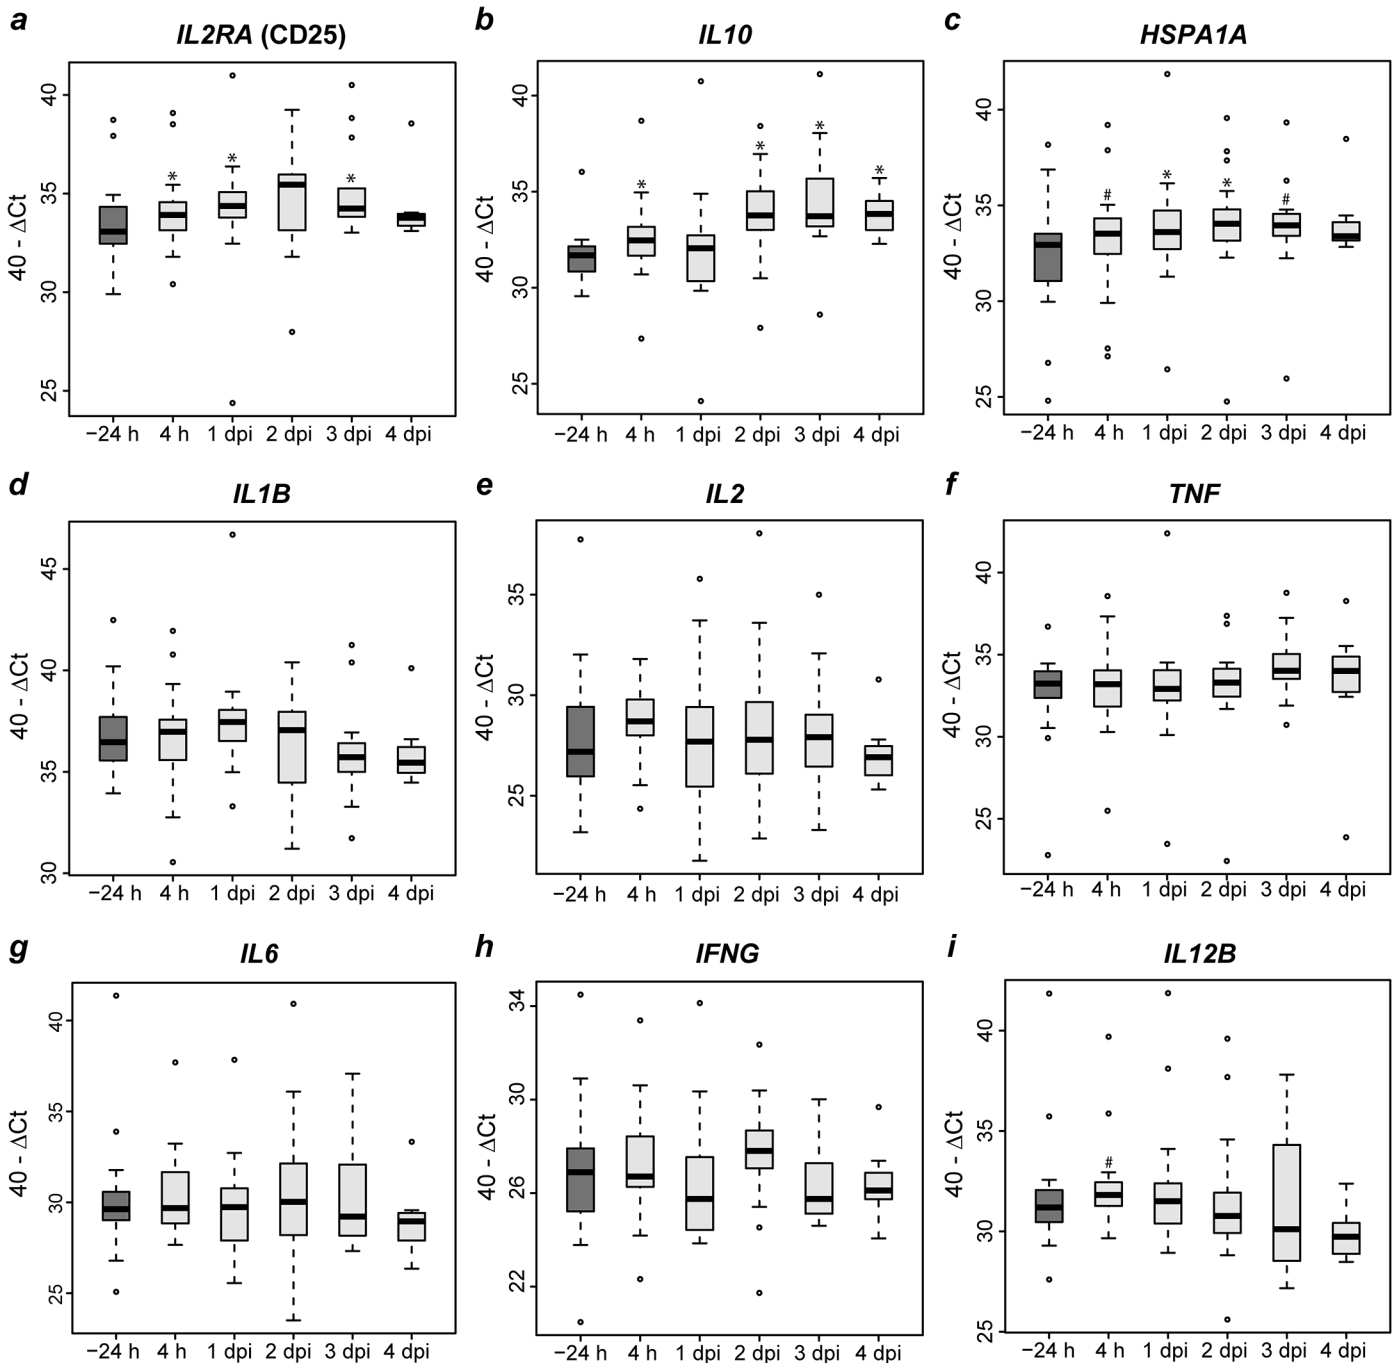 a IL2RA (CD25)
40 - ΔCt
40
35
30
25
* * *
−24 h 4 h 1 dpi 2 dpi 3 dpi 4 dpi
b IL10
40 - ΔCt
40
35
30
25
* * * *
−24 h 4 h 1 dpi 2 dpi 3 dpi 4 dpi
c HSPA1A
40 - ΔCt
40
35
30
25
# * * #
−24 h 4 h 1 dpi 2 dpi 3 dpi 4 dpi
d IL1B
40 - ΔCt
45
40
35
30
−24 h 4 h 1 dpi 2 dpi 3 dpi 4 dpi
e IL2
40 - ΔCt
35
30
25
−24 h 4 h 1 dpi 2 dpi 3 dpi 4 dpi
f TNF
40 - ΔCt
40
35
30
25
−24 h 4 h 1 dpi 2 dpi 3 dpi 4 dpi
g IL6
40 - ΔCt
40
35
30
25
−24 h 4 h 1 dpi 2 dpi 3 dpi 4 dpi
h IFNG
40 - ΔCt
34
30
26
22
−24 h 4 h 1 dpi 2 dpi 3 dpi 4 dpi
i IL12B
40 - ΔCt
40
35
30
25
#
−24 h 4 h 1 dpi 2 dpi 3 dpi 4 dpi